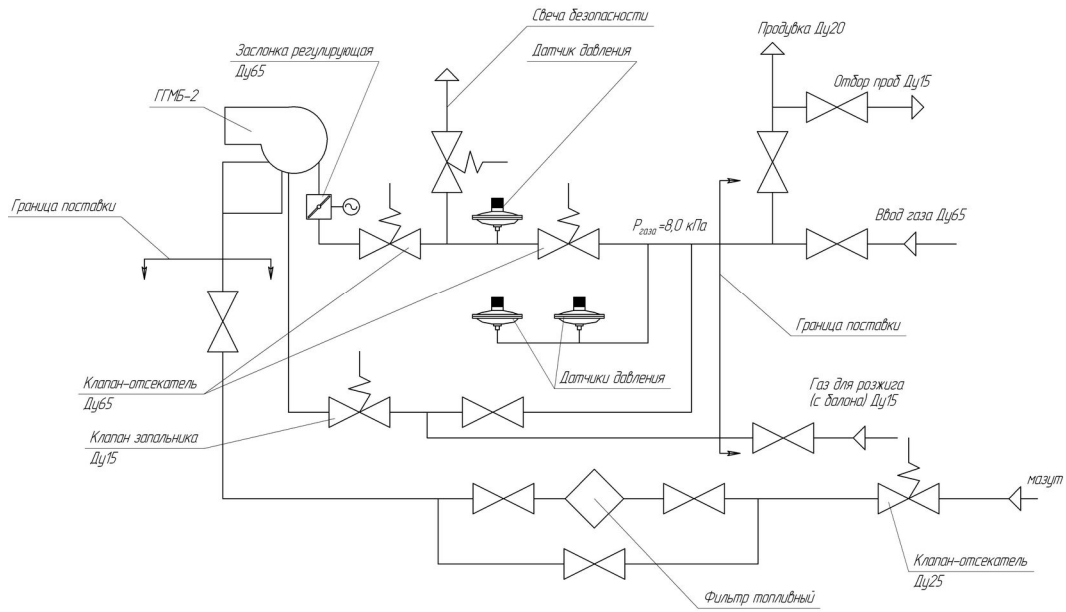 Свеча безопасности
Продувка Ду20
Заслонка регулирующая
Ду65
Датчик давления
Отбор проб Ду15
ГГМБ-2
Граница поставки
Pгаза =8,0 кПа
Ввод газа Ду65
Граница поставки
Клапан-отсекатель
Ду65
Датчики давления
Газ для розжига
(с балона) Ду15
Клапан запальника
Ду15
мазут
Клапан-отсекатель
Ду25
Фильтр топливный